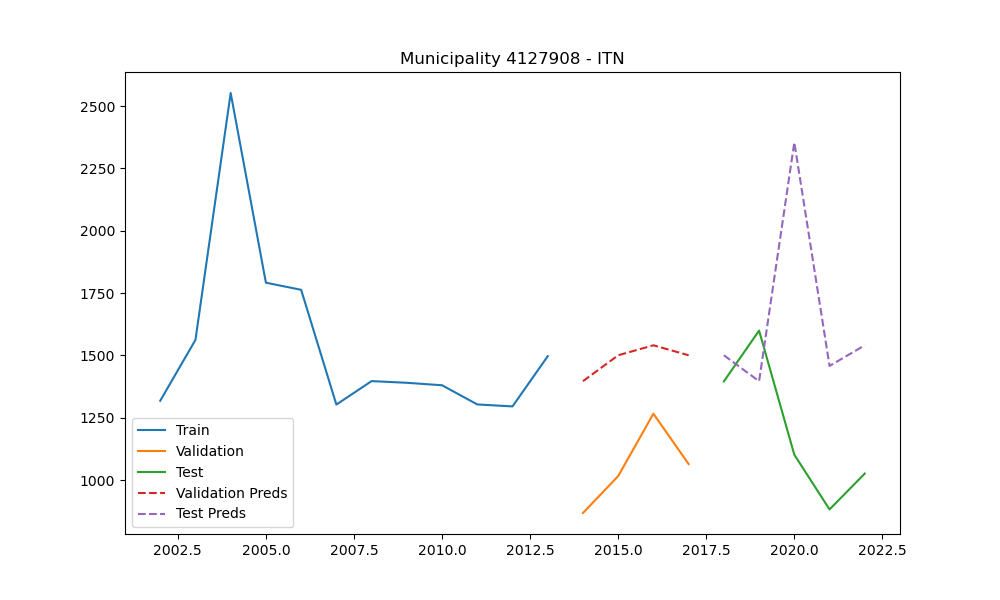 Municipality 4127908 - ITN
2500
2250
2000
1750
1500
1250
1000
Train
Validation
Test
Validation Preds
Test Preds
2002.5 2005.0 2007.5 2010.0 2012.5 2015.0 2017.5 2020.0 2022.5